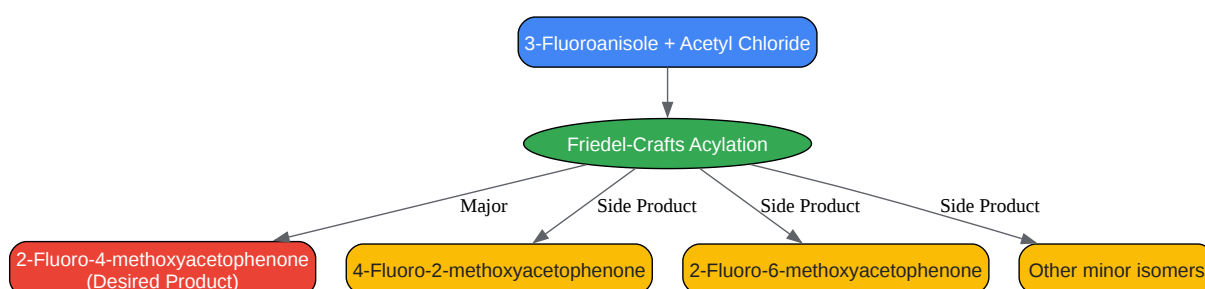 3-Fluoroanisole + Acetyl Chloride
Friedel-Crafts Acylation
Major
Side Product
Side Product
Side Product
2-Fluoro-4-methoxyacetophenone
(Desired Product)
4-Fluoro-2-methoxyacetophenone
2-Fluoro-6-methoxyacetophenone
Other minor isomers